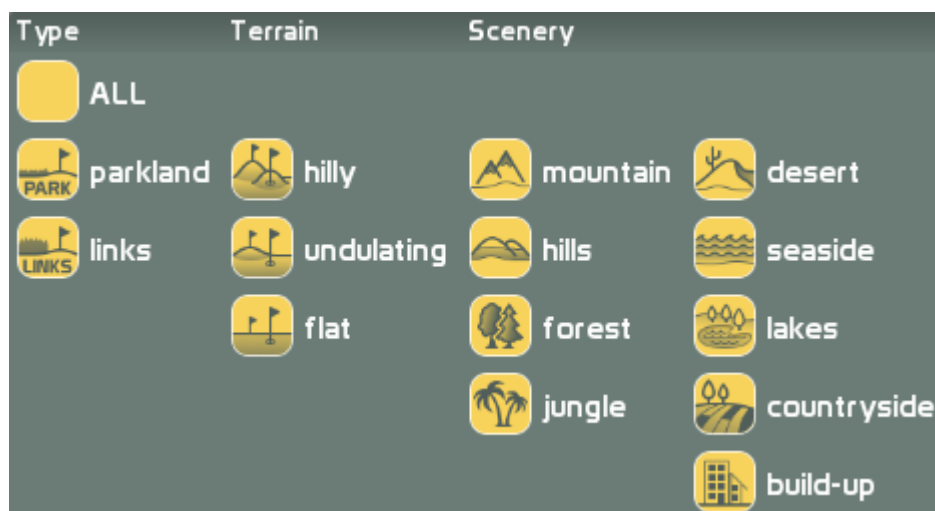 Type Terrain Scenery
ALL
PARK parkland hilly mountain desert
LINKS links undulating hills seaside
flat forest lakes
jungle countryside
build-up